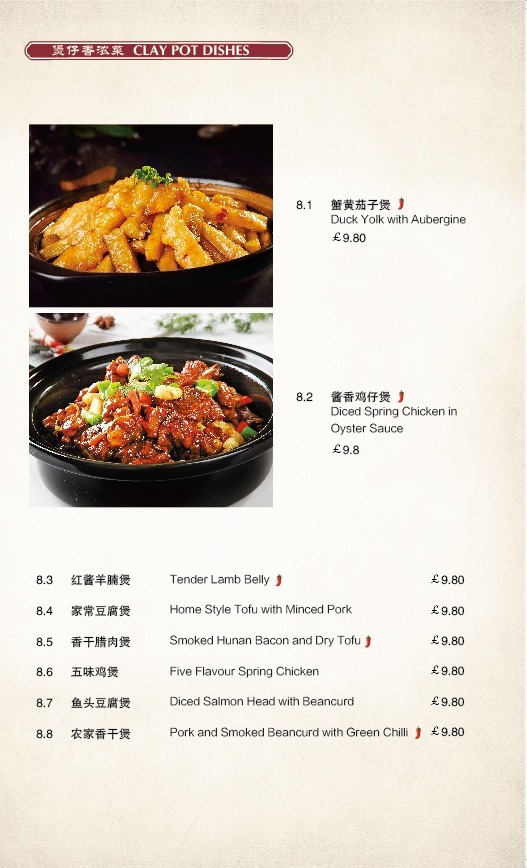 煲仔香浓菜 CLAY POT DISHES
8.1 蟹黄茄子煲
Duck Yolk with Aubergine
£9.80
8.2 酱香鸡仔煲
Diced Spring Chicken in
Oyster Sauce
£9.8
8.3 红酱羊腩煲 Tender Lamb Belly £9.80
8.4 家常豆腐煲 Home Style Tofu with Minced Pork £9.80
8.5 香干腊肉煲 Smoked Hunan Bacon and Dry Tofu £9.80
8.6 五味鸡煲 Five Flavour Spring Chicken £9.80
8.7 鱼头豆腐煲 Diced Salmon Head with Beancurd £9.80
8.8 农家香干煲 Pork and Smoked Beancurd with Green Chilli £9.80